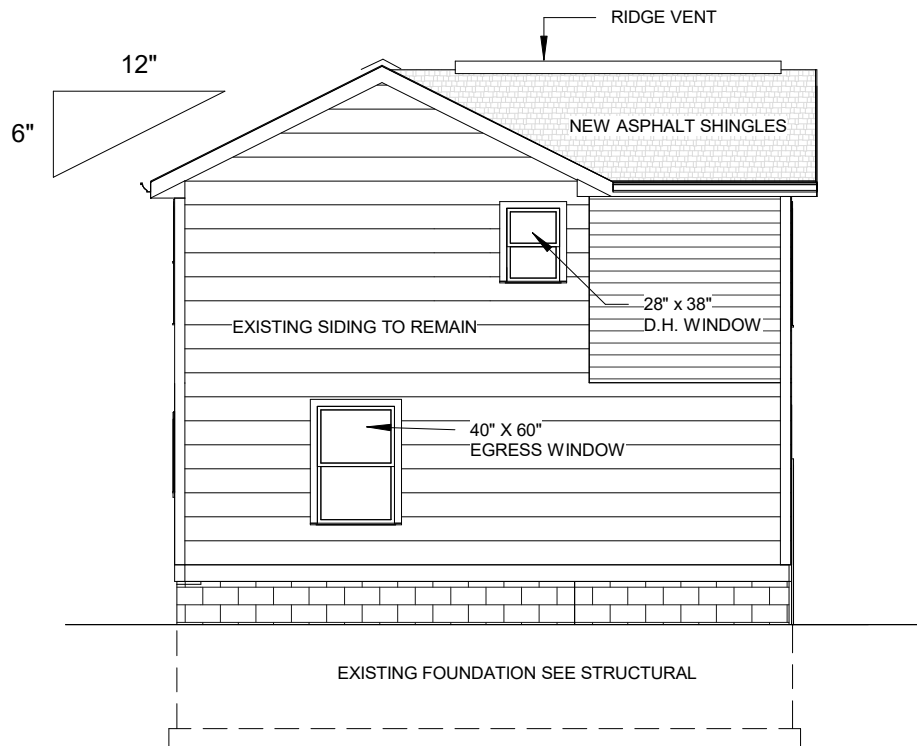 RIDGE VENT
12"
6"
NEW ASPHALT SHINGLES
28" x 38"
D.H. WINDOW
EXISTING SIDING TO REMAIN
40" X 60"
EGRESS WINDOW
EXISTING FOUNDATION SEE STRUCTURAL